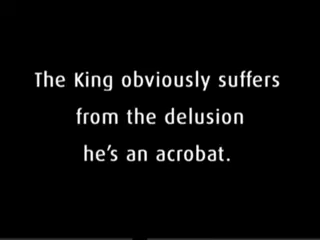 The King obviously suffers
from the delusion
he's an acrobat.